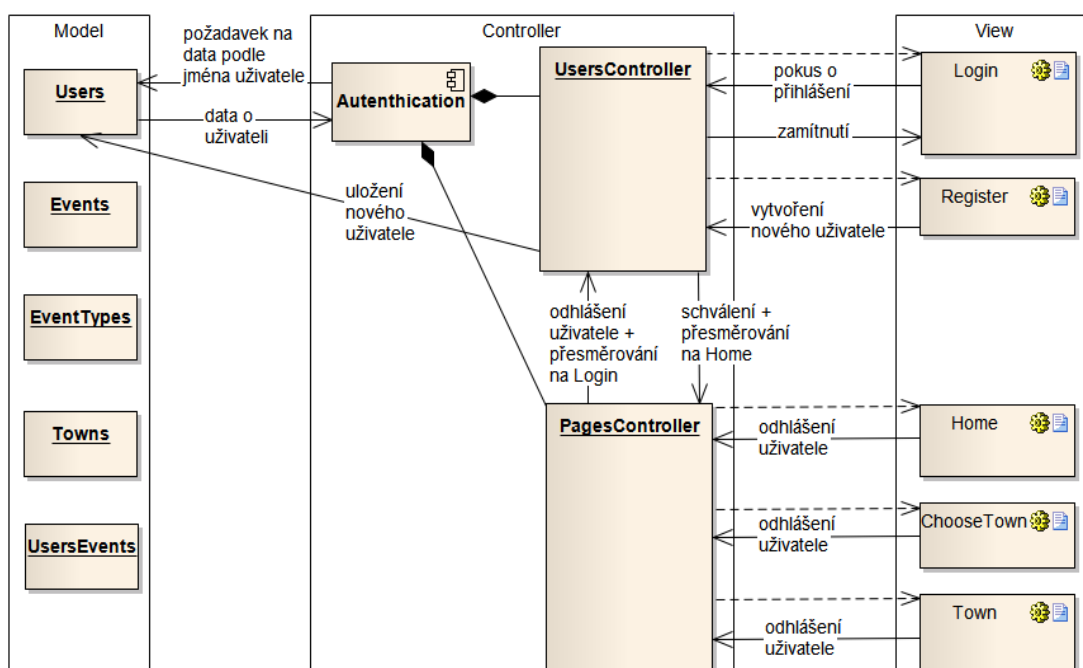 Model
Controller
View
požadavek na
data podle
jména uživatele
Users
data o
uživateli
Autenthication
UsersController
Login
pokus o
přihlášení
zamítnutí
Events
uložení
nového
uživatele
Register
vytvoření
nového uživatele
EventTypes
odhlášení
uživatele +
přesměrování
na Login
schválení +
přesměrování
na Home
Towns
PagesController
Home
odhlášení
uživatele
UsersEvents
ChooseTown
odhlášení
uživatele
Town
odhlášení
uživatele